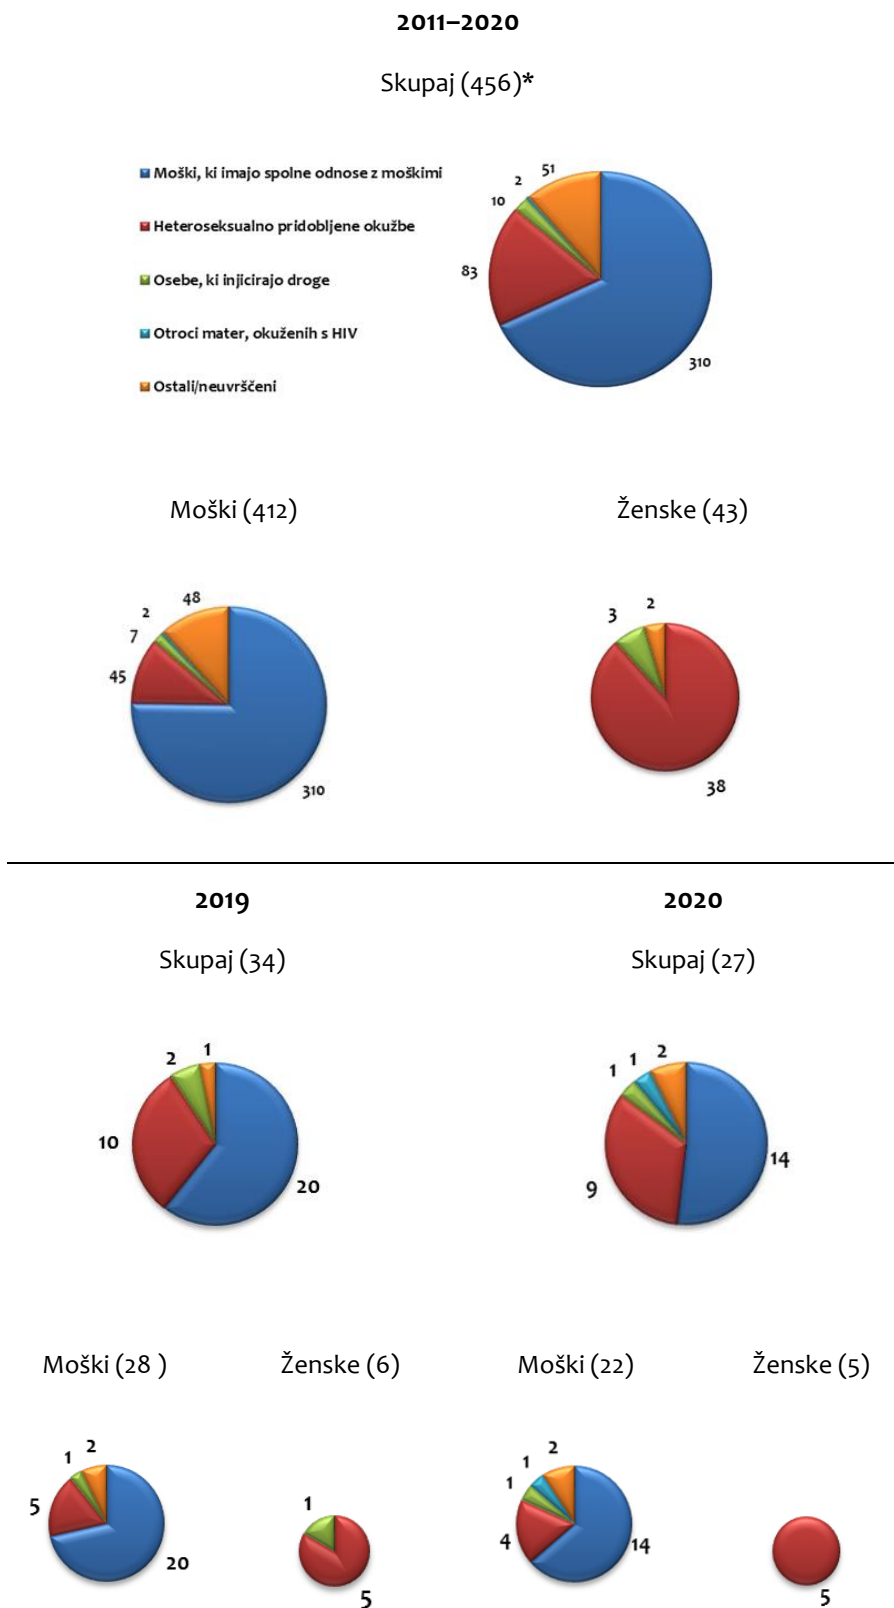 2011–2020
Skupaj (456)*
Moški, ki imajo spolne odnose z moškimi
Heteroseksualno pridobljene okužbe
Osebe, ki injicirajo droge
Otroci mater, okuženih s HIV
Ostali/neuvrščeni
51
2
10
83
310
Moški (412)
Ženske (43)
48
2
7
45
310
3
2
38
2019
2020
Skupaj (34)
Skupaj (27)
1
2
10
20
2
1
1
9
14
Moški (28 )
Ženske (6)
Moški (22)
Ženske (5)
2
1
5
20
1
5
2
1
1
4
14
5